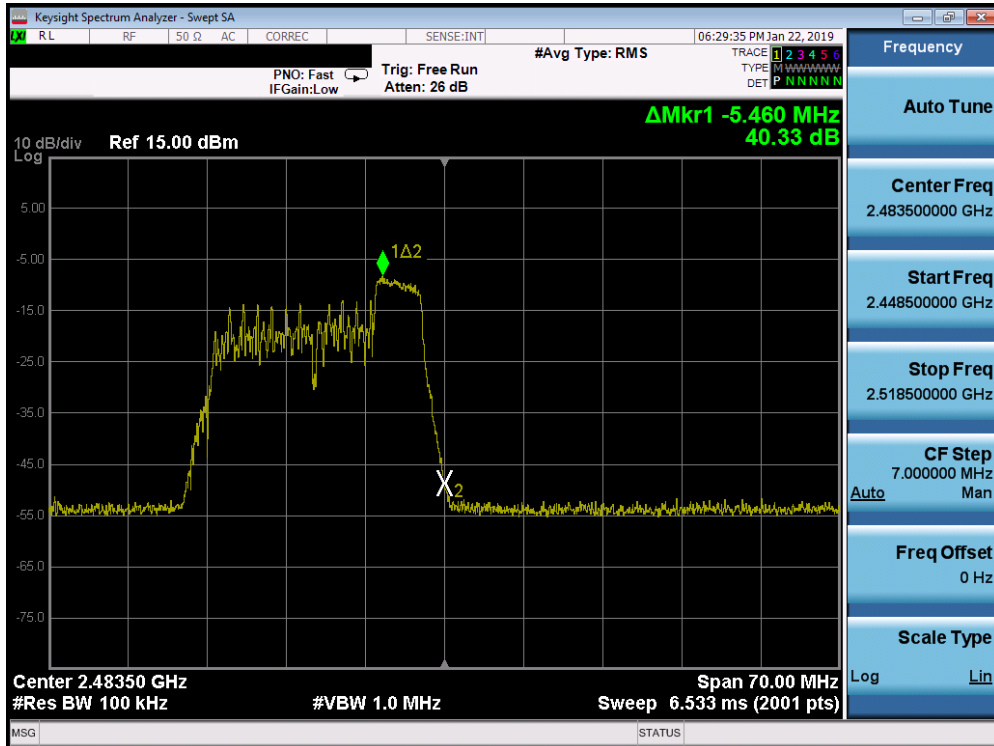 Keysight Spectrum Analyzer - Swept SA
LXI RL RF 50 Ω AC CORREC SENSE:INT 06:29:35 PM Jan 22, 2019
PNO: Fast
IFGain:Low
Trig: Free Run
Atten: 26 dB
#Avg Type: RMS
TRACE 1 2 3 4 5 6
TYPE M WWWWW
DET P N N N N N
ΔMkr1 -5.460 MHz
40.33 dB
10 dB/div Ref 15.00 dBm
Log
5.00
-5.00
-15.0
-25.0
-35.0
-45.0
-55.0
-65.0
-75.0
1Δ2
X2
Center 2.48350 GHz
Span 70.00 MHz
#Res BW 100 kHz
#VBW 1.0 MHz
Sweep 6.533 ms (2001 pts)
MSG
STATUS
Frequency
Auto Tune
Center Freq
2.483500000 GHz
Start Freq
2.448500000 GHz
Stop Freq
2.518500000 GHz
CF Step
7.000000 MHz
Auto Man
Freq Offset
0 Hz
Scale Type
Log Lin